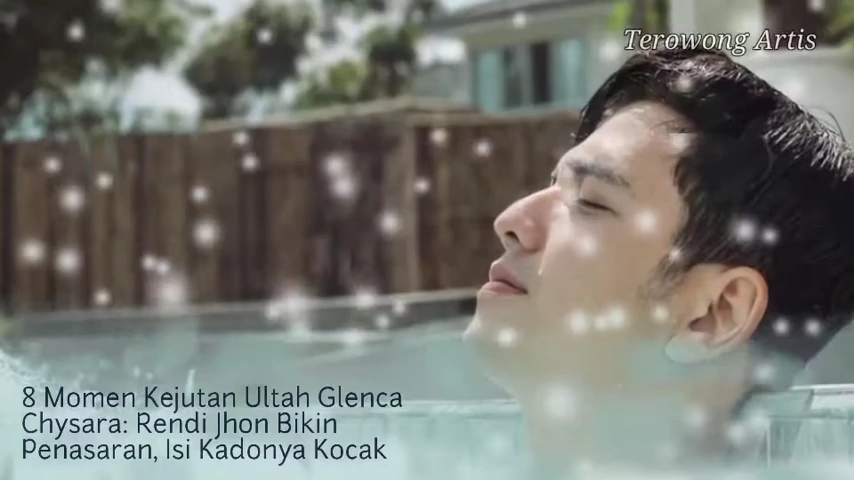 Terowong Artis
8 Momen Kejutan Ultah Glenca
Chysara: Rendi Jhon Bikin
Penasaran, Isi Kadonya Kocak